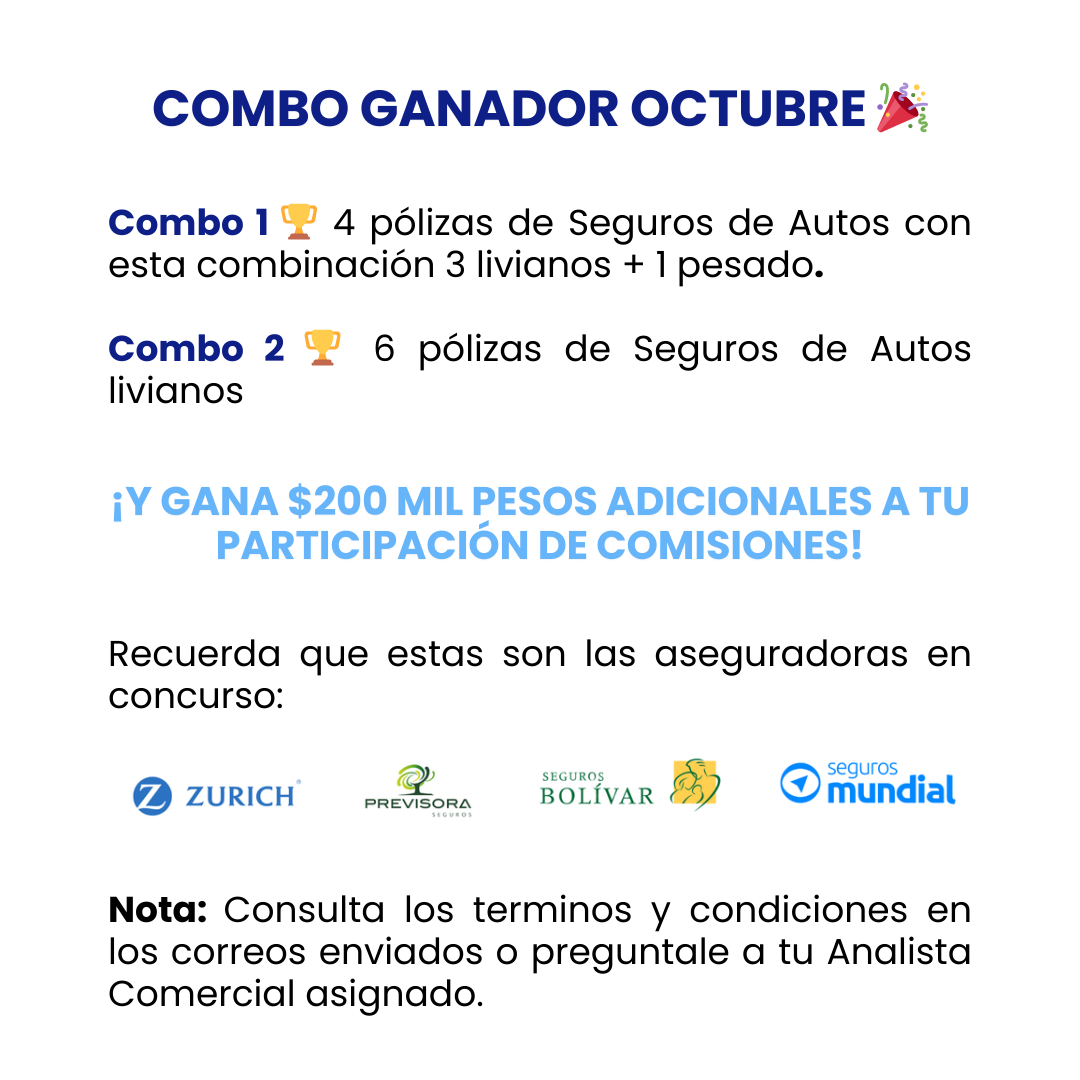 COMBO GANADOR OCTUBRE 🎉
Combo 1 🏆 4 pólizas de Seguros de Autos con
esta combinación 3 livianos + 1 pesado.
Combo 2 🏆 6 pólizas de Seguros de Autos
livianos
¡Y GANA $200 MIL PESOS ADICIONALES A TU
PARTICIPACIÓN DE COMISIONES!
Recuerda que estas son las aseguradoras en
concurso:
ZURICH®
PREVISORA
SEGUROS
SEGUROS
BOLÍVAR
seguros
mundial
Nota: Consulta los terminos y condiciones en
los correos enviados o preguntale a tu Analista
Comercial asignado.